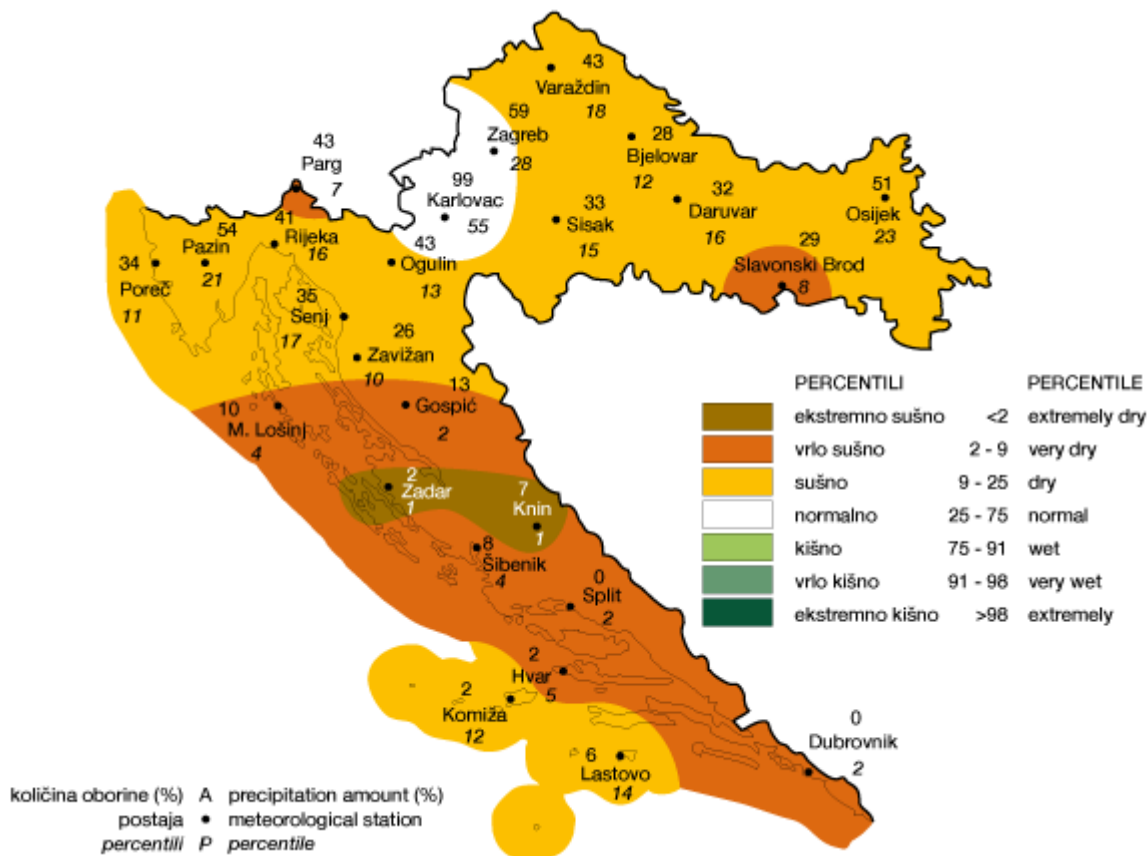 43
Varaždin
18
59
Zagreb
28
28
Bjelovar
12
43
Parg
7
99
Karlovac
55
32
Daruvar
16
51
Osijek
23
33
Sisak
15
41
Rijeka
16
54
Pazin
21
43
Ogulin
13
29
Slavonski Brod
8
34
Poreč
11
35
Senj
17
26
Zavižan
10
13
Gospić
2
10
M. Lošinj
4
2
Zadar
1
7
Knin
1
8
Šibenik
4
0
Split
2
2
Hvar
5
2
Komiža
12
6
Lastovo
14
0
Dubrovnik
2
PERCENTILI PERCENTILE
ekstremno sušno <2 extremely dry
vrlo sušno 2 - 9 very dry
sušno 9 - 25 dry
normalno 25 - 75 normal
kišno 75 - 91 wet
vrlo kišno 91 - 98 very wet
ekstremno kišno >98 extremely
količina oborine (%) A precipitation amount (%)
postaja • meteorological station
percentili P percentile